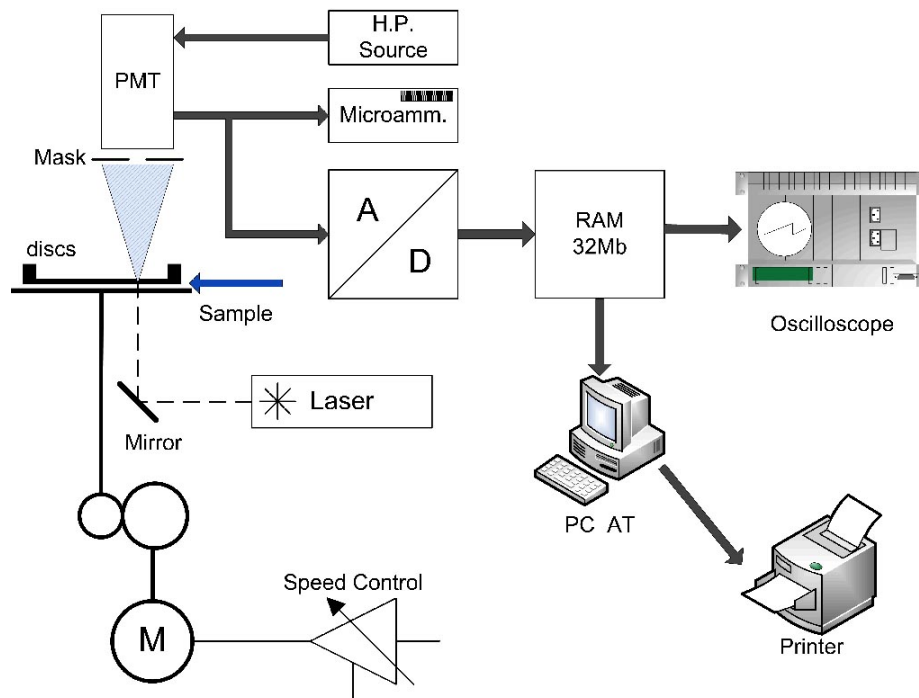 H.P.
Source
PMT
Microamm.
Mask
A
D
RAM
32Mb
discs
Sample
Oscilloscope
Laser
Mirror
PC AT
Speed Control
M
Printer